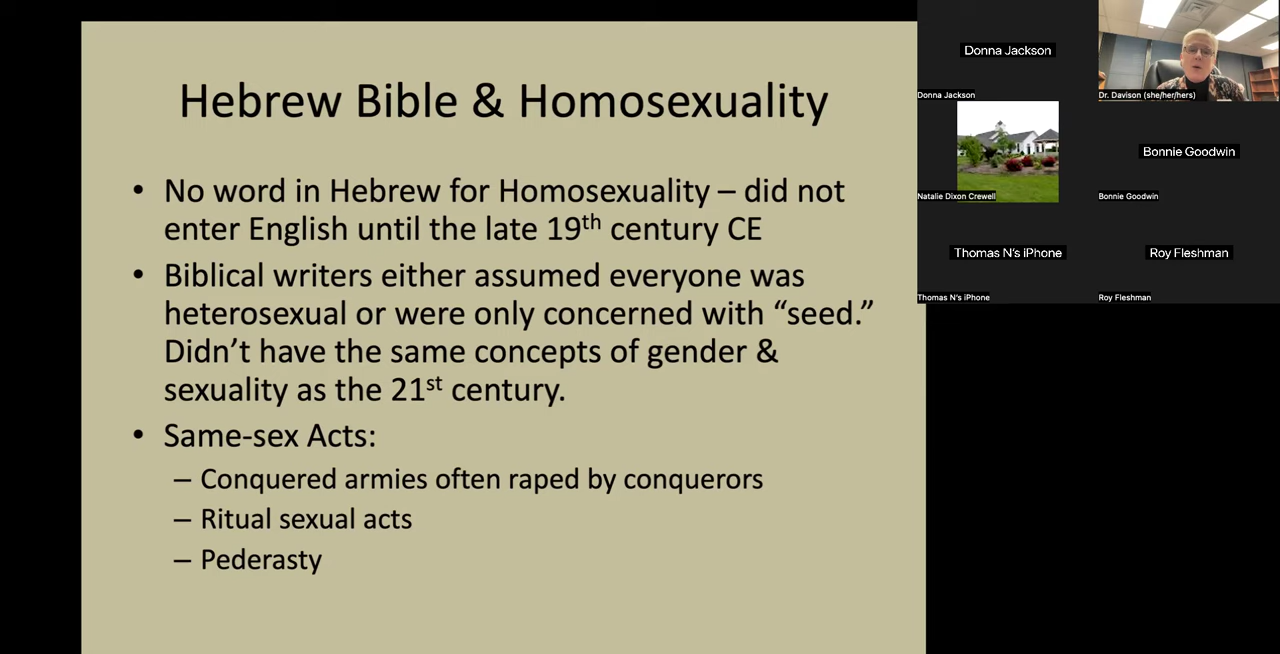 Hebrew Bible & Homosexuality
• No word in Hebrew for Homosexuality – did not
enter English until the late 19th century CE
• Biblical writers either assumed everyone was
heterosexual or were only concerned with “seed.”
Didn’t have the same concepts of gender &
sexuality as the 21st century.
• Same-sex Acts:
– Conquered armies often raped by conquerors
– Ritual sexual acts
– Pederasty
Donna Jackson
Donna Jackson
Dr. Davison (she/her/hers)
Natalie Dixon Crewell
Bonnie Goodwin
Bonnie Goodwin
Thomas N’s iPhone
Thomas N’s iPhone
Roy Fleshman
Roy Fleshman